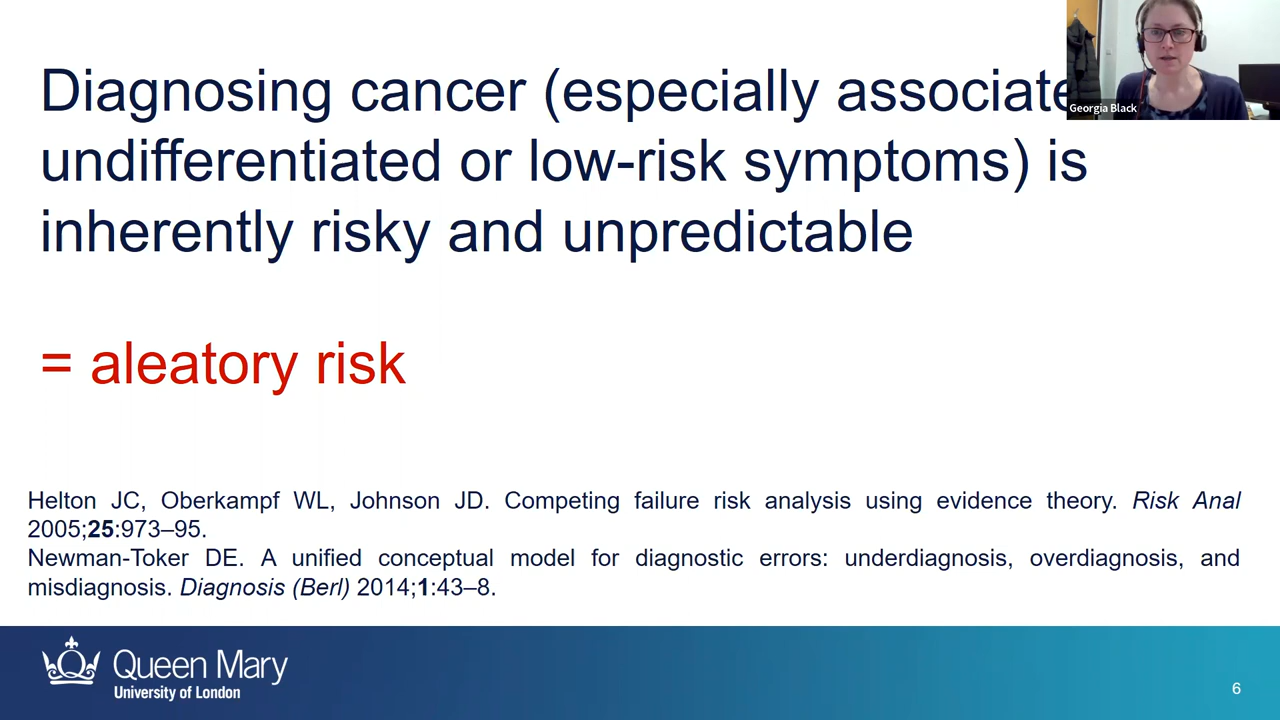 Diagnosing cancer (especially associate
undifferentiated or low-risk symptoms) is
inherently risky and unpredictable
Georgia Black
= aleatory risk
Helton JC, Oberkampf WL, Johnson JD. Competing failure risk analysis using evidence theory. Risk Anal
2005;25:973–95.
Newman-Toker DE. A unified conceptual model for diagnostic errors: underdiagnosis, overdiagnosis, and
misdiagnosis. Diagnosis (Berl) 2014;1:43–8.
Queen Mary
University of London
6